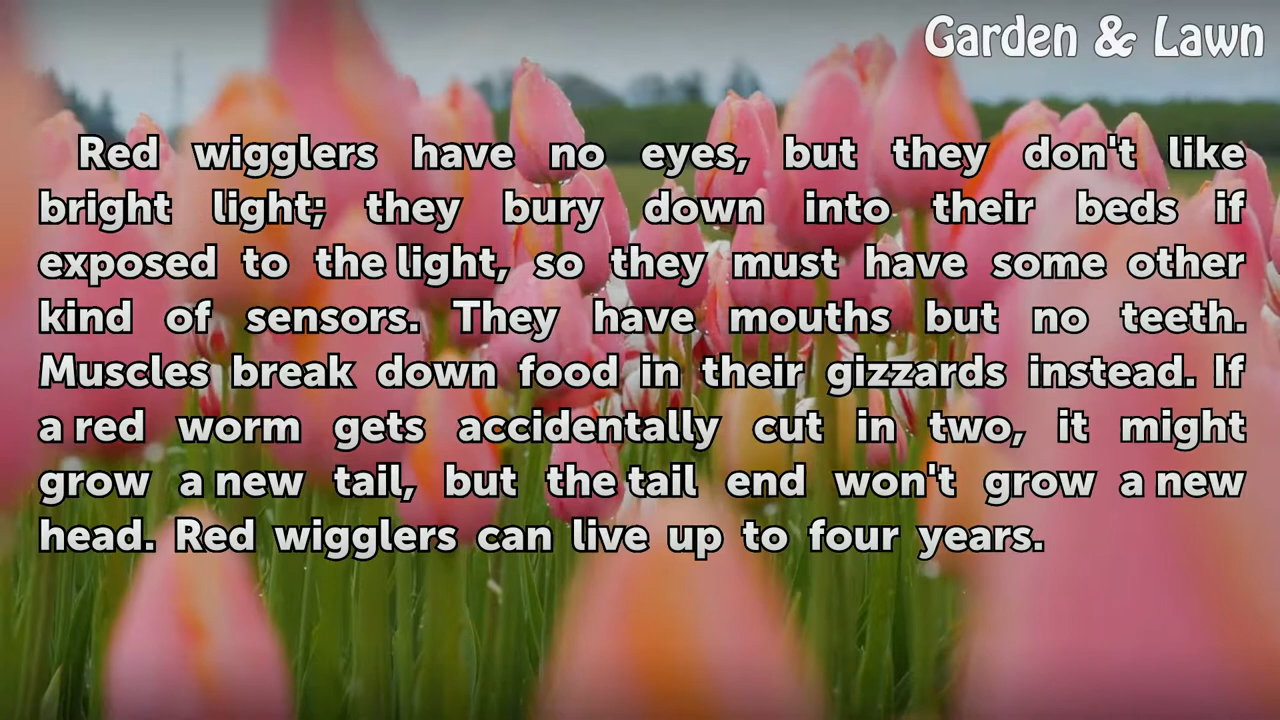 Garden & Lawn
Red wigglers have no eyes, but they don't like
bright light; they bury down into their beds if
exposed to the light, so they must have some other
kind of sensors. They have mouths but no teeth.
Muscles break down food in their gizzards instead. If
a red worm gets accidentally cut in two, it might
grow a new tail, but the tail end won't grow a new
head. Red wigglers can live up to four years.